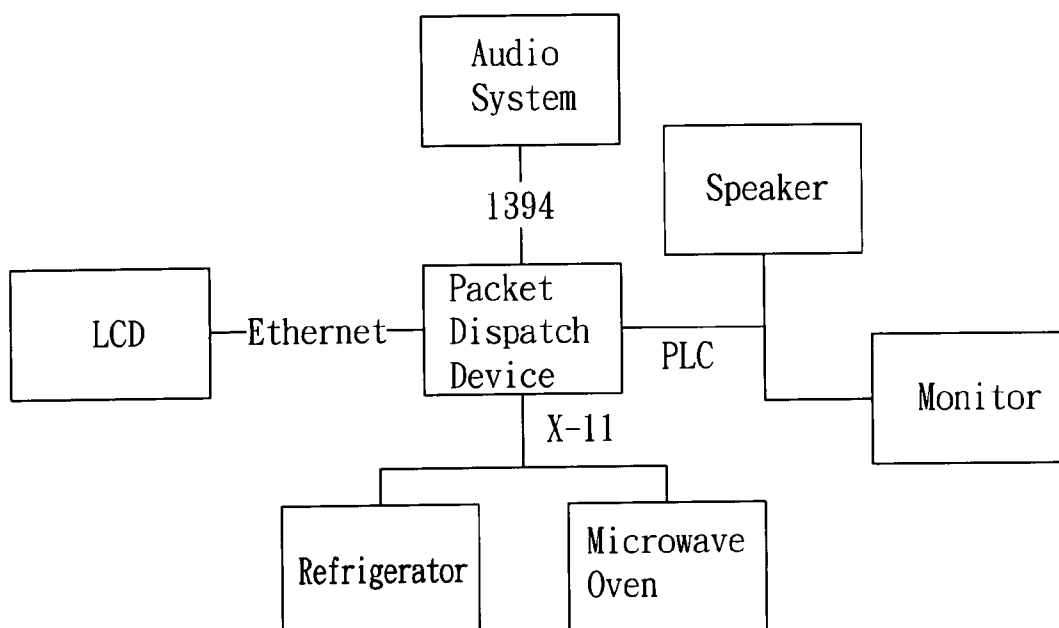 Audio
System
1394
Speaker
LCD
Ethernet
Packet
Dispatch
Device
PLC
Monitor
X-11
Refrigerator
Microwave
Oven